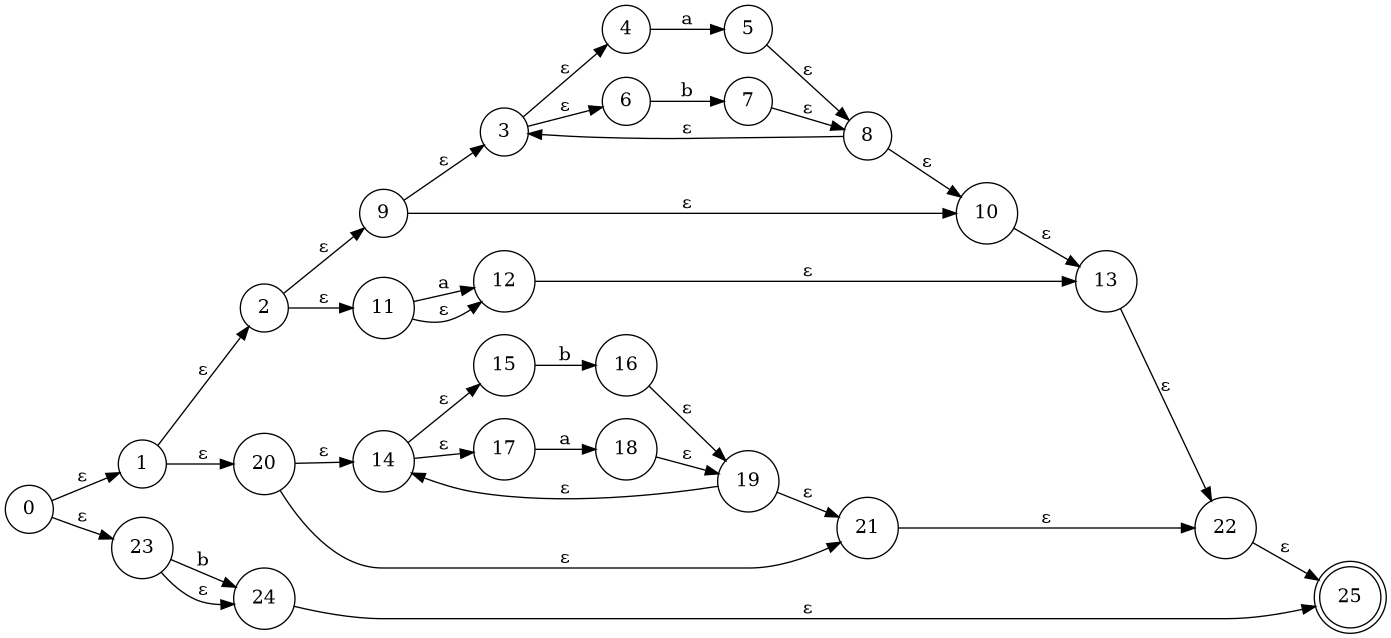 4 a 5
ε ε
6 b 7
ε ε
3 ε 8
ε ε
9 ε 10
ε ε
a 12 ε 13
2 ε 11 ε
15 b 16
ε ε ε ε
17 a 18
ε ε
1 ε 20 ε 14 19
ε ε
ε 21 ε 22
0 ε
ε 23 b ε ε
ε 24 ε 25